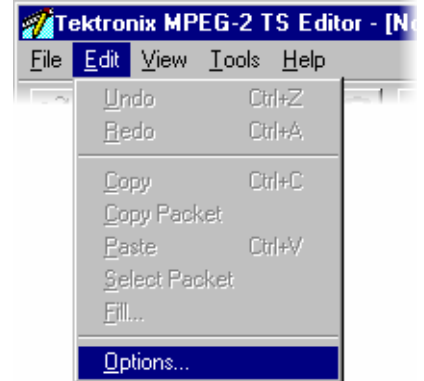 Tektronix MPEG-2 TS Editor - [No
File Edit View Tools Help
Undo Ctrl+Z
Redo Ctrl+A
Copy Ctrl+C
Copy Packet
Paste Ctrl+V
Select Packet
Fill...
Options...